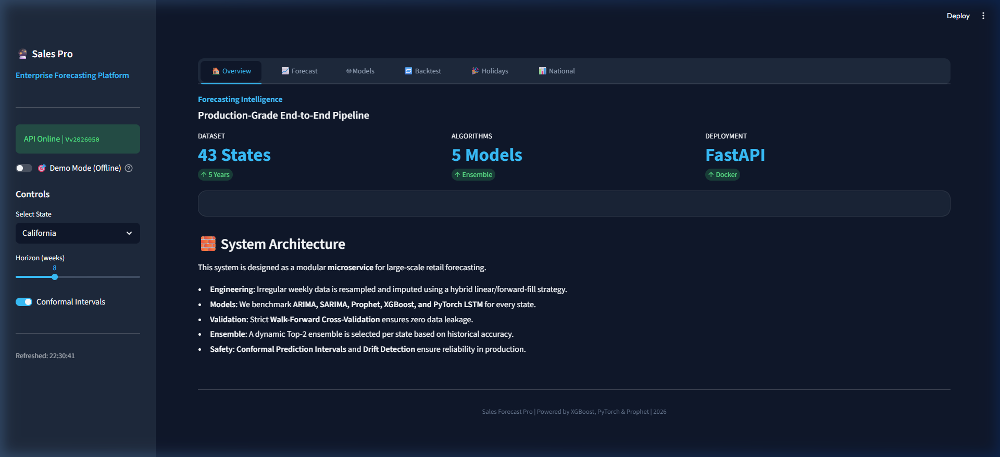 Deploy
Sales Pro
Enterprise Forecasting Platform
API Online | Vv2026050
Demo Mode (Offline)
Controls
Select State
California
Horizon (weeks)
8
Conformal Intervals
Refreshed: 22:30:41
Overview
Forecast
Models
Backtest
Holidays
National
Forecasting Intelligence
Production-Grade End-to-End Pipeline
DATASET
43 States
↑ 5 Years
ALGORITHMS
5 Models
↑ Ensemble
DEPLOYMENT
FastAPI
↑ Docker
System Architecture
This system is designed as a modular microservice for large-scale retail forecasting.
• Engineering: Irregular weekly data is resampled and imputed using a hybrid linear/forward-fill strategy.
• Models: We benchmark ARIMA, SARIMA, Prophet, XGBoost, and PyTorch LSTM for every state.
• Validation: Strict Walk-Forward Cross-Validation ensures zero data leakage.
• Ensemble: A dynamic Top-2 ensemble is selected per state based on historical accuracy.
• Safety: Conformal Prediction Intervals and Drift Detection ensure reliability in production.
Sales Forecast Pro | Powered by XGBoost, PyTorch & Prophet | 2026